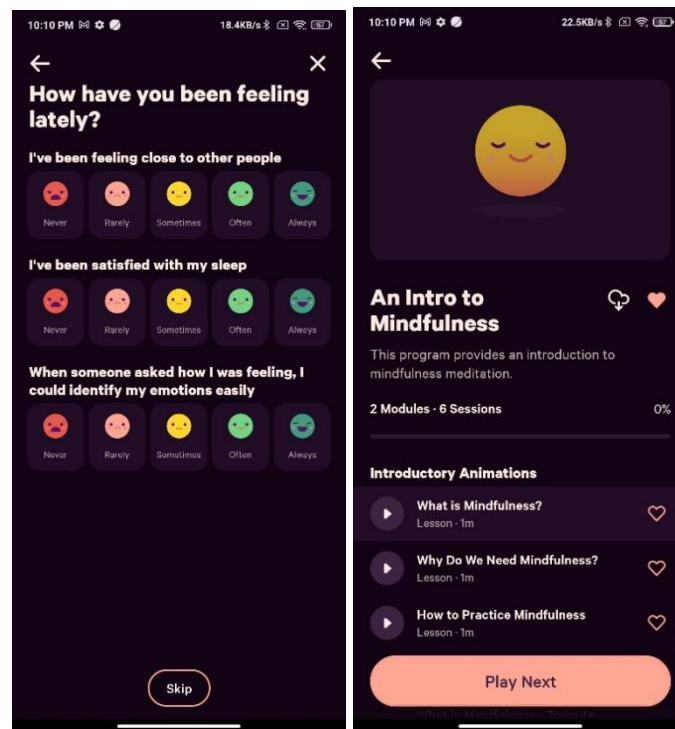 10:10 PM
18.4KB/s
57
How have you been feeling
lately?
I've been feeling close to other people
Never Rarely Sometimes Often Always
I've been satisfied with my sleep
Never Rarely Sometimes Often Always
When someone asked how I was feeling, I
could identify my emotions easily
Never Rarely Sometimes Often Always
Skip
10:10 PM
22.5KB/s
57
An Intro to
Mindfulness
This program provides an introduction to
mindfulness meditation.
2 Modules · 6 Sessions 0%
Introductory Animations
What is Mindfulness?
Lesson · 1m
Why Do We Need Mindfulness?
Lesson · 1m
How to Practice Mindfulness
Lesson · 1m
Play Next
What is Mindfulness